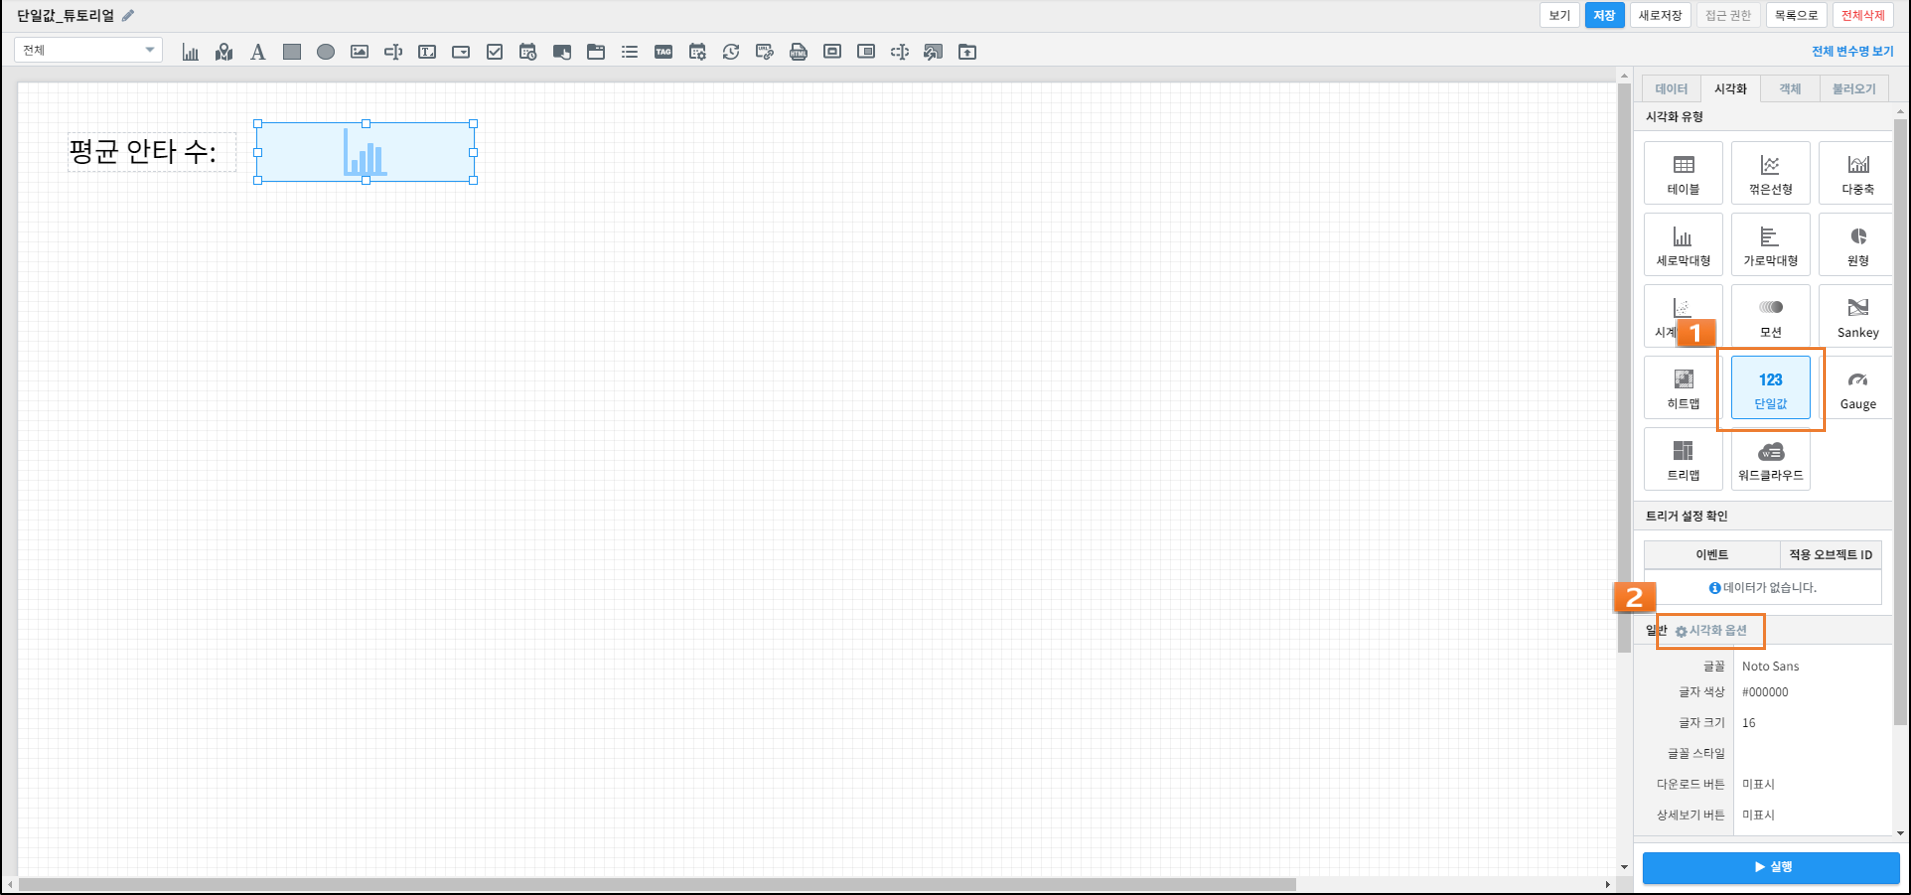 단일값_튜토리얼
보기
저장
새로저장
접근 권한
목록으로
전체삭제
전체
전체 변수명 보기
평균 안타 수:
데이터
시각화
객체
불러오기
시각화 유형
테이블
꺾은선형
다중축
세로막대형
가로막대형
원형
시계
모션
Sankey
1
히트맵
123
단일값
Gauge
트리맵
워드클라우드
트리거 설정 확인
이벤트
적용 오브젝트 ID
데이터가 없습니다.
2
일반
시각화 옵션
글꼴
Noto Sans
글자 색상
#000000
글자 크기
16
글꼴 스타일
다운로드 버튼
미표시
상세보기 버튼
미표시
실행